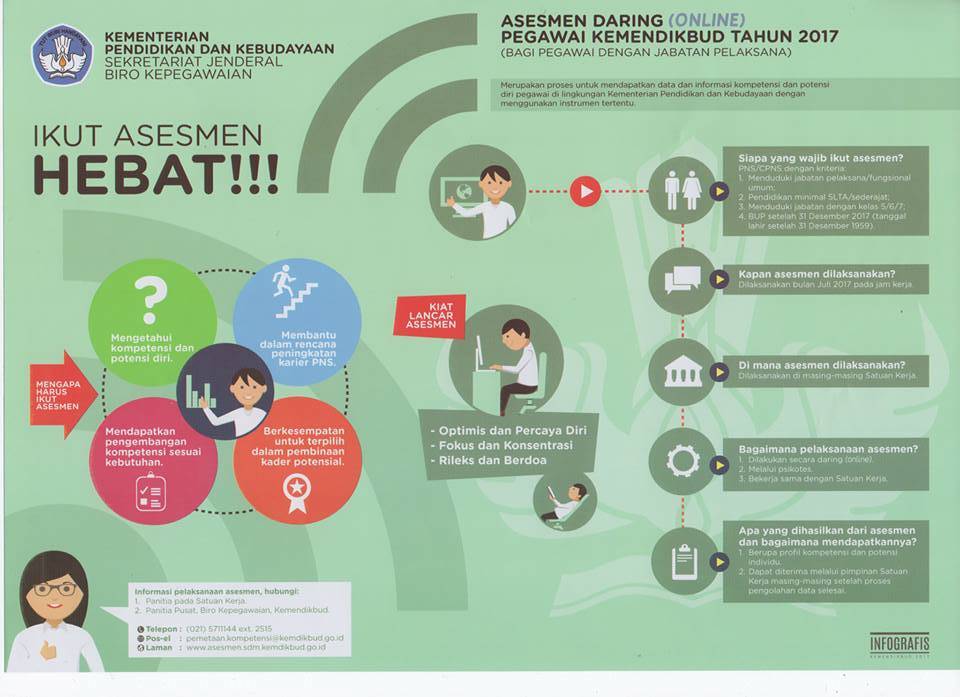 TUT WURI HANDAYANI
KEMENTERIAN
PENDIDIKAN DAN KEBUDAYAAN
SEKRETARIAT JENDERAL
BIRO KEPEGAWAIAN
ASESMEN DARING (ONLINE)
PEGAWAI KEMENDIKBUD TAHUN 2017
(BAGI PEGAWAI DENGAN JABATAN PELAKSANA)
Merupakan proses untuk mendapatkan data dan informasi kompetensi dan potensi
diri pegawai di lingkungan Kementerian Pendidikan dan Kebudayaan dengan
menggunakan instrumen tertentu.
IKUT ASESMEN
HEBAT!!!
MENGAPA
HARUS
IKUT
ASESMEN
?
Mengetahui
kompetensi dan
potensi diri.
Membantu
dalam rencana
peningkatan
karier PNS.
Mendapatkan
pengembangan
kompetensi sesuai
kebutuhan.
Berkesempatan
untuk terpilih
dalam pembinaan
kader potensial.
KIAT
LANCAR
ASESMEN
- Optimis dan Percaya Diri
- Fokus dan Konsentrasi
- Rileks dan Berdoa
Siapa yang wajib ikut asesmen?
PNS/CPNS dengan kriteria:
1. Menduduki jabatan pelaksana/fungsional
umum;
2. Pendidikan minimal SLTA/sederajat;
3. Menduduki jabatan dengan kelas 5/6/7;
4. BUP setelah 31 Desember 2017 (tanggal
lahir setelah 31 Desember 1959).
Kapan asesmen dilaksanakan?
Dilaksanakan bulan Juli 2017 pada jam kerja.
Di mana asesmen dilaksanakan?
Dilaksanakan di masing-masing Satuan Kerja.
Bagaimana pelaksanaan asesmen?
1. Dilakukan secara daring (online).
2. Melalui psikotes.
3. Bekerja sama dengan Satuan Kerja.
Apa yang dihasilkan dari asesmen
dan bagaimana mendapatkannya?
1. Berupa profil kompetensi dan potensi
individu.
2. Dapat diterima melalui pimpinan Satuan
Kerja masing-masing setelah proses
pengolahan data selesai.
Informasi pelaksanaan asesmen, hubungi:
1. Panitia pada Satuan Kerja.
2. Panitia Pusat, Biro Kepegawaian, Kemendikbud.
Telepon : (021) 5711144 ext. 2515
Pos-el : pemetaan.kompetensi@kemdikbud.go.id
Laman : www.asesmen.sdm.kemdikbud.go.id
INFOGRAFIS
KEMENDIKBUD 2017